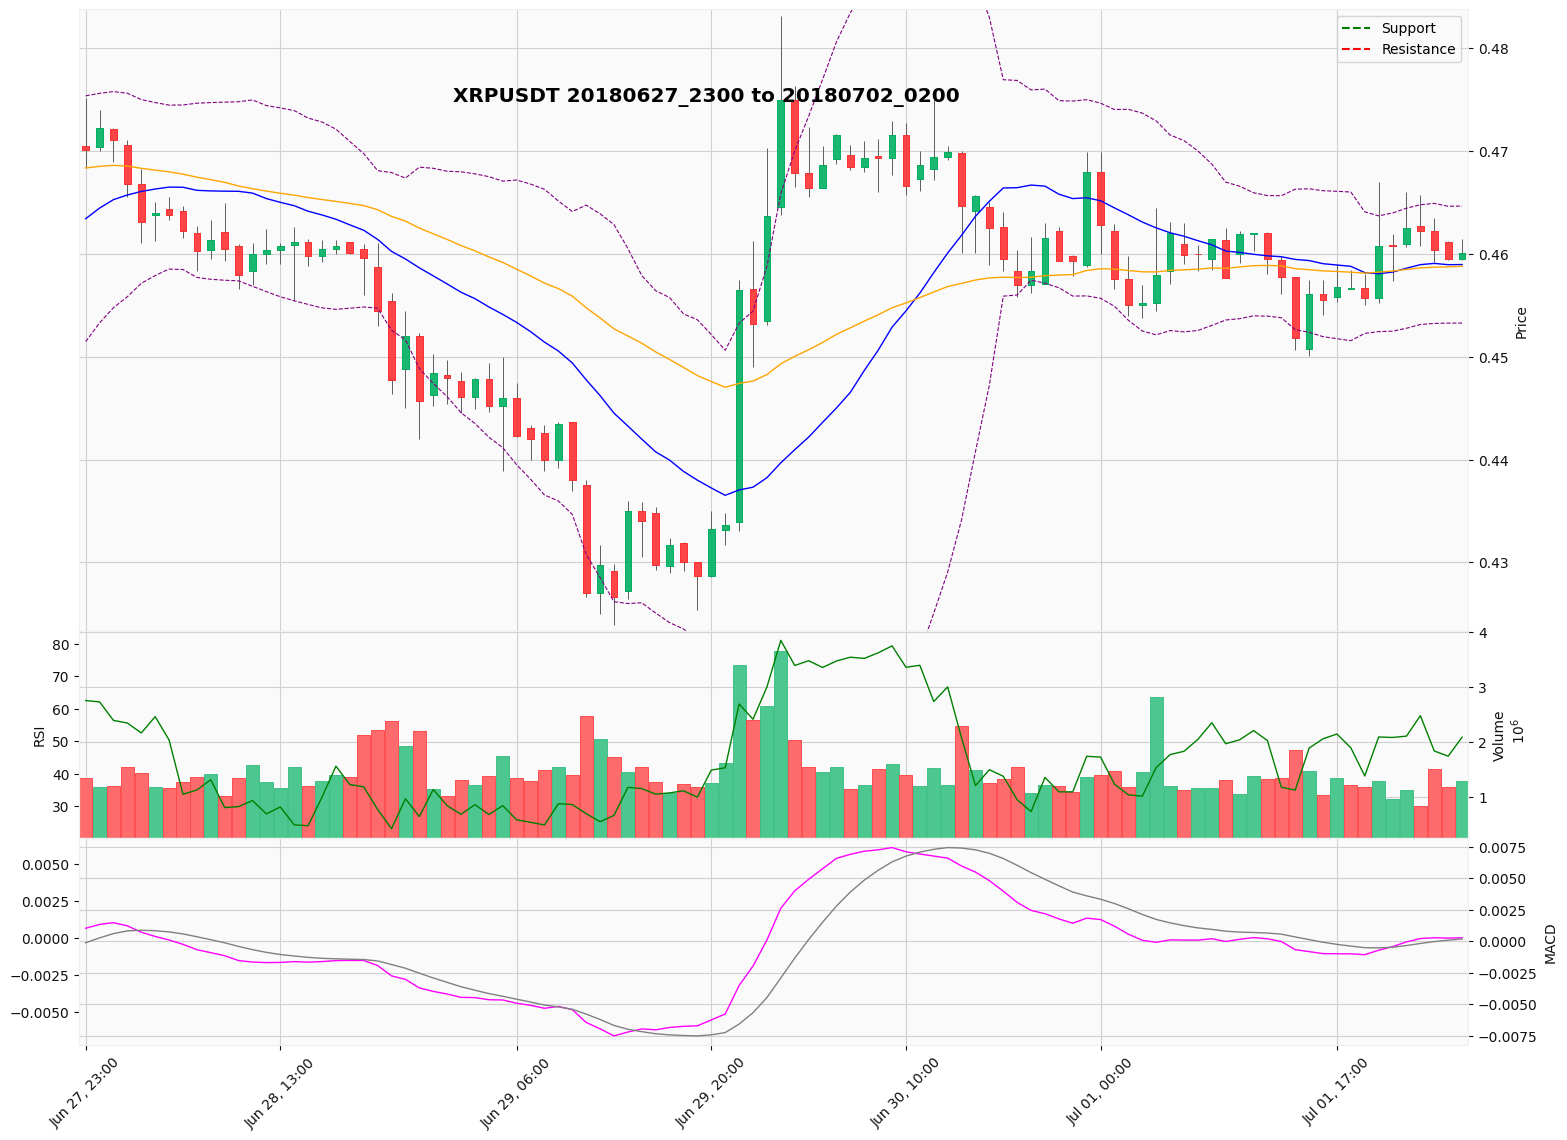 XRPUSDT 20180627_2300 to 20180702_0200
Support
Resistance
0.48
0.47
0.46
0.45
0.44
0.43
Price
80
70
60
50
40
30
RSI
4
3
2
1
Volume
10^6
0.0050
0.0025
0.0000
−0.0025
−0.0050
0.0075
0.0050
0.0025
0.0000
−0.0025
−0.0050
−0.0075
MACD
Jun 27, 23:00
Jun 28, 13:00
Jun 29, 06:00
Jun 29, 20:00
Jun 30, 10:00
Jul 01, 00:00
Jul 01, 17:00